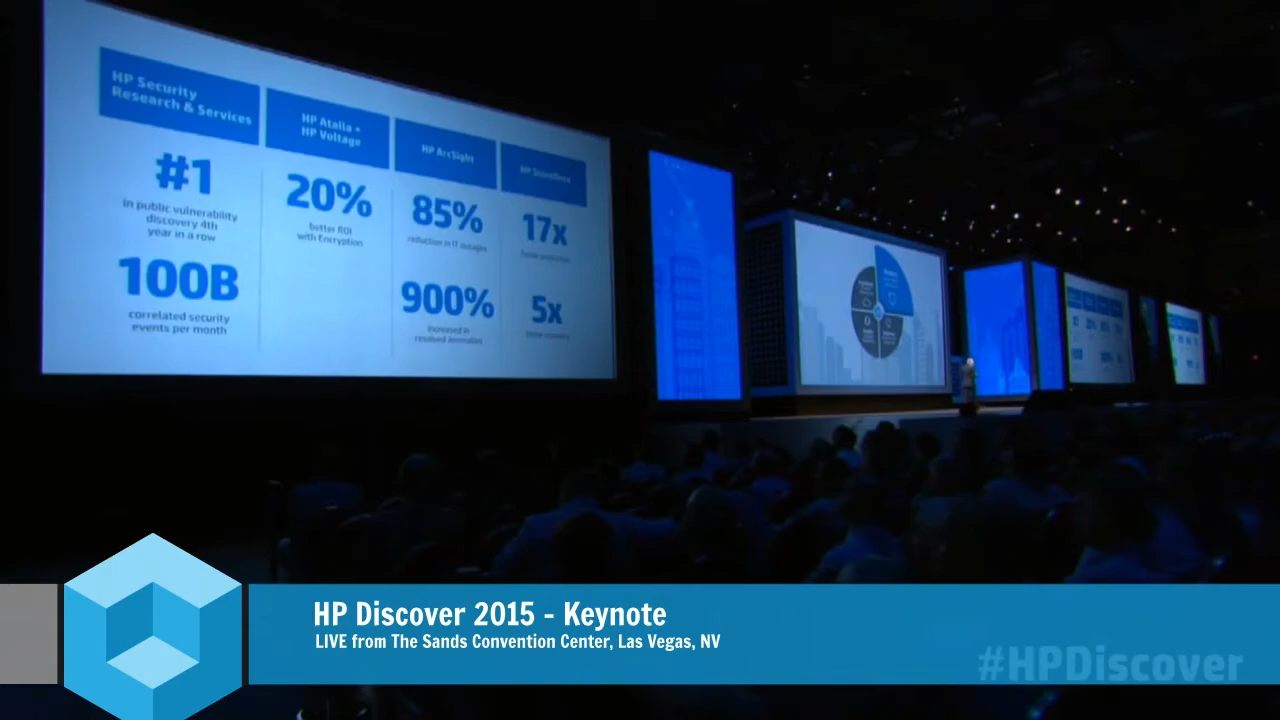 HP Security
Research & Services
#1
in public vulnerability
discovery 4th
year in a row
100B
correlated security
events per month
HP Atalla +
HP Voltage
20%
better ROI
with Encryption
HP ArcSight
85%
reduction in IT outages
900%
increased in
resolved anomalies
HP
17x
5x
HP Discover 2015 - Keynote
LIVE from The Sands Convention Center, Las Vegas, NV
#HPDiscover